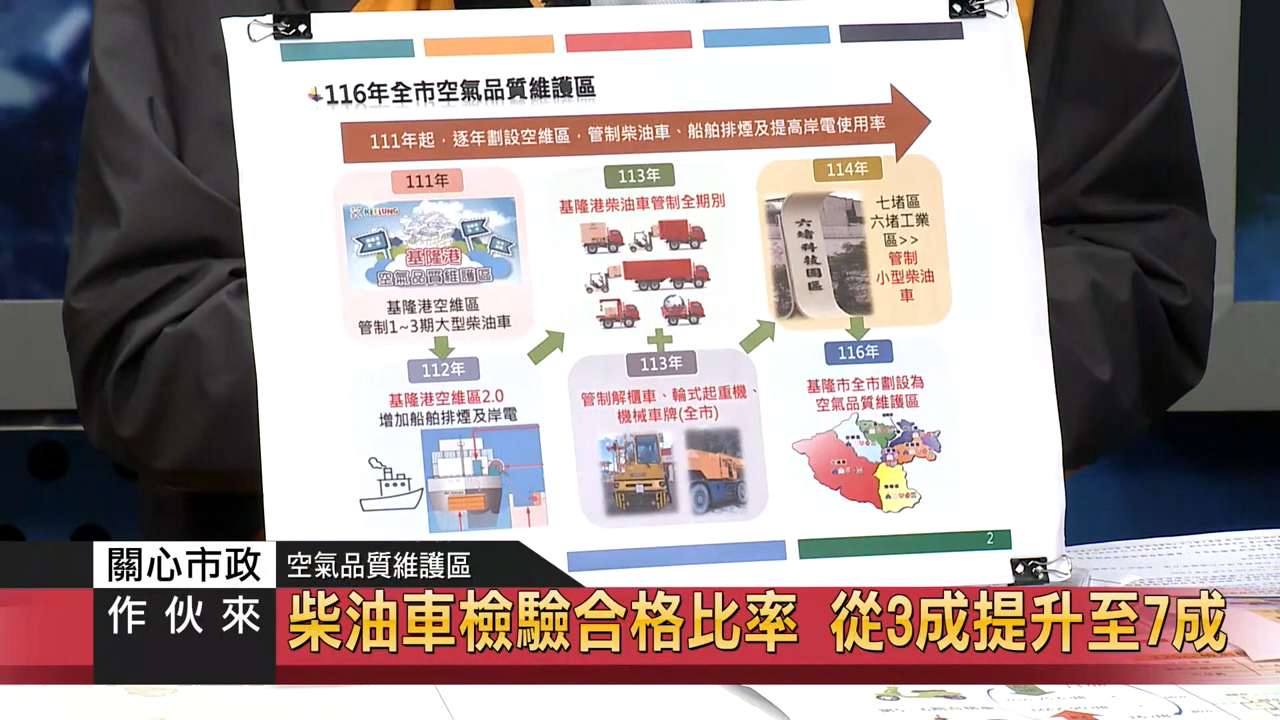 116年全市空氣品質維護區
111年起，逐年劃設空維區，管制柴油車、船舶排煙及提高岸電使用率
111年
KEELUNG
基隆港
空氣品質維護區
基隆港空維區
管制1~3期大型柴油車
112年
基隆港空維區2.0
增加船舶排煙及岸電
113年
基隆港柴油車管制全期別
113年
管制解櫃車、輪式起重機、
機械車牌(全市)
114年
六堵科技園區
七堵區
六堵工業
區>>
管制
小型柴油
車
116年
基隆市全市劃設為
空氣品質維護區
2
關心市政
作伙來
空氣品質維護區
柴油車檢驗合格比率 從3成提升至7成